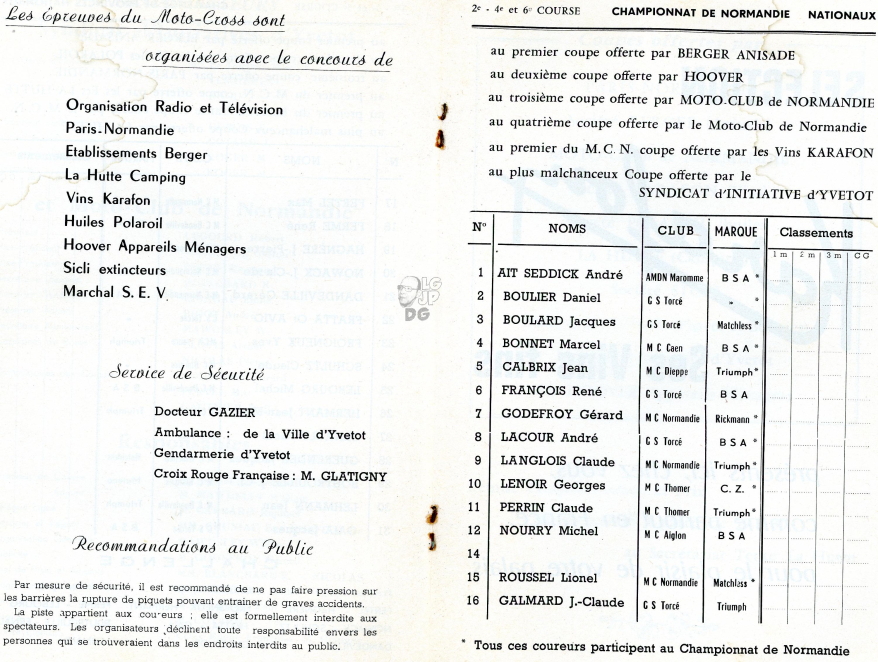 Les Épreuves du Moto-Cross sont
organisées avec le concours de
Organisation Radio et Télévision
Paris-Normandie
Etablissements Berger
La Hutte Camping
Vins Karafon
Huiles Polaroil
Hoover Appareils Ménagers
Sicli extincteurs
Marchal S. E. V.
Service de Sécurité
Docteur GAZIER
Ambulance : de la Ville d'Yvetot
Gendarmerie d'Yvetot
Croix Rouge Française : M. GLATIGNY
Recommandations au Public
Par mesure de sécurité, il est recommandé de ne pas faire pression sur
les barrières la rupture de piquets pouvant entrainer de graves accidents.
La piste appartient aux coureurs ; elle est formellement interdite aux
spectateurs. Les organisateurs déclinent toute responsabilité envers les
personnes qui se trouveraient dans les endroits interdits au public.
LG
JP
DG
2e - 4e et 6e COURSE CHAMPIONNAT DE NORMANDIE NATIONAUX
au premier coupe offerte par BERGER ANISADE
au deuxième coupe offerte par HOOVER
au troisième coupe offerte par MOTO-CLUB de NORMANDIE
au quatrième coupe offerte par le Moto-Club de Normandie
au premier du M. C. N. coupe offerte par les Vins KARAFON
au plus malchanceux Coupe offerte par le
SYNDICAT d'INITIATIVE d'YVETOT
No NOMS CLUB MARQUE Classements
1 m 2 m 3 m C G
1 AIT SEDDICK André AMDN Maromme B S A *
2 BOULIER Daniel G S Torcé " *
3 BOULARD Jacques G S Torcé Matchless *
4 BONNET Marcel M C Caen B S A *
5 CALBRIX Jean M C Dieppe Triumph *
6 FRANÇOIS René G S Torcé B S A
7 GODEFROY Gérard M C Normandie Rickmann *
8 LACOUR André G S Torcé B S A *
9 LANGLOIS Claude M C Normandie Triumph *
10 LENOIR Georges M C Thomer C. Z. *
11 PERRIN Claude M C Thomer Triumph *
12 NOURRY Michel M C Aiglon B S A
14
15 ROUSSEL Lionel M C Normandie Matchless *
16 GALMARD J.-Claude G S Torcé Triumph
* Tous ces coureurs participent au Championnat de Normandie